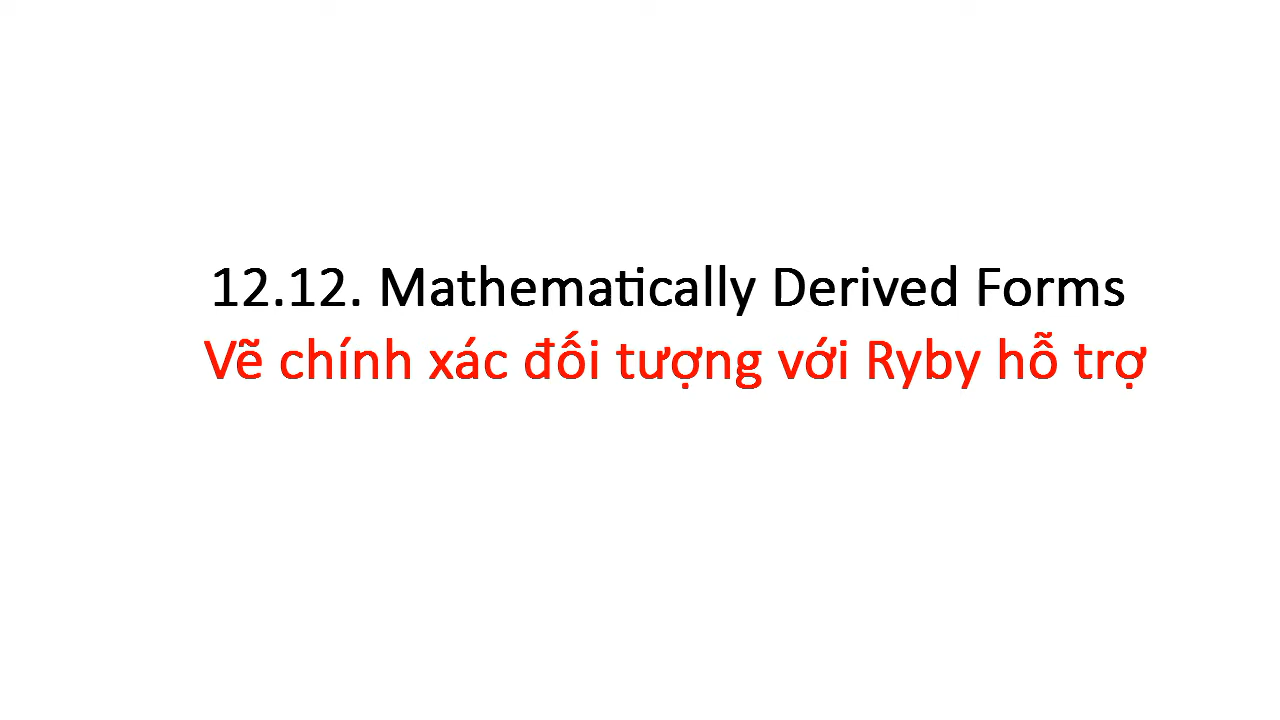 12.12. Mathematically Derived Forms
Vẽ chính xác đối tượng với Ryby hỗ trợ